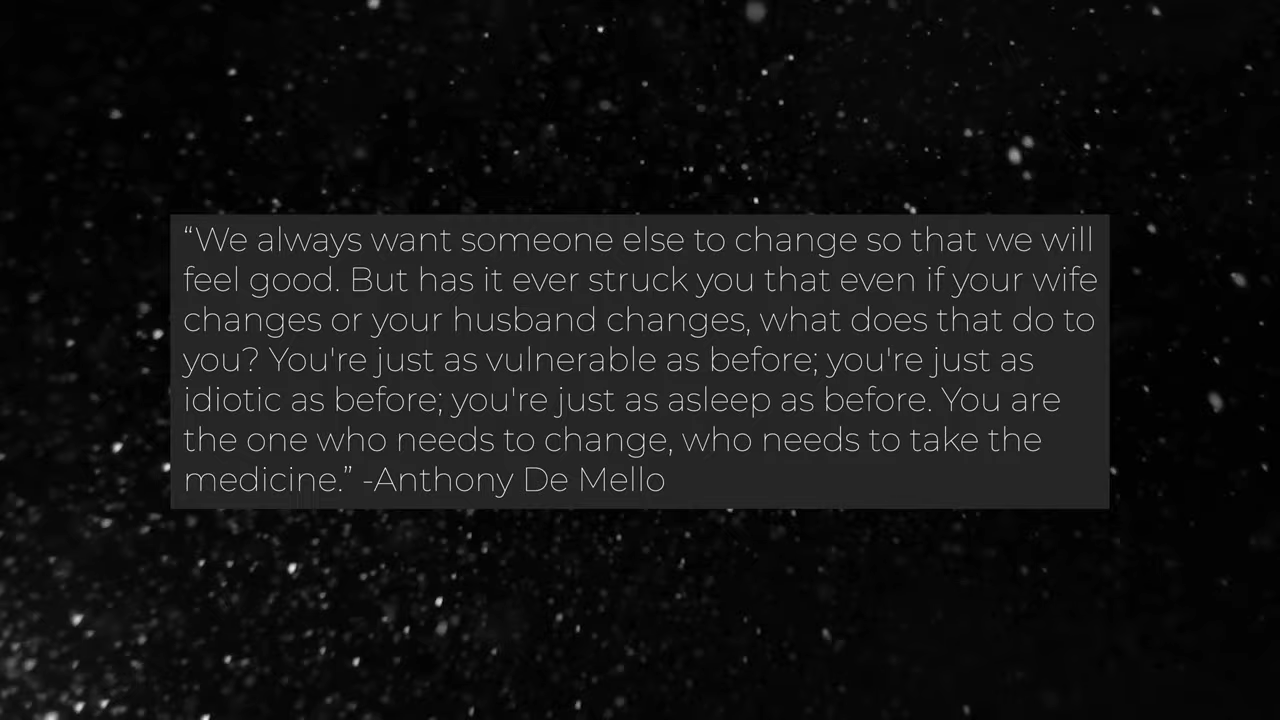 “We always want someone else to change so that we will
feel good. But has it ever struck you that even if your wife
changes or your husband changes, what does that do to
you? You're just as vulnerable as before; you're just as
idiotic as before; you're just as asleep as before. You are
the one who needs to change, who needs to take the
medicine.” -Anthony De Mello